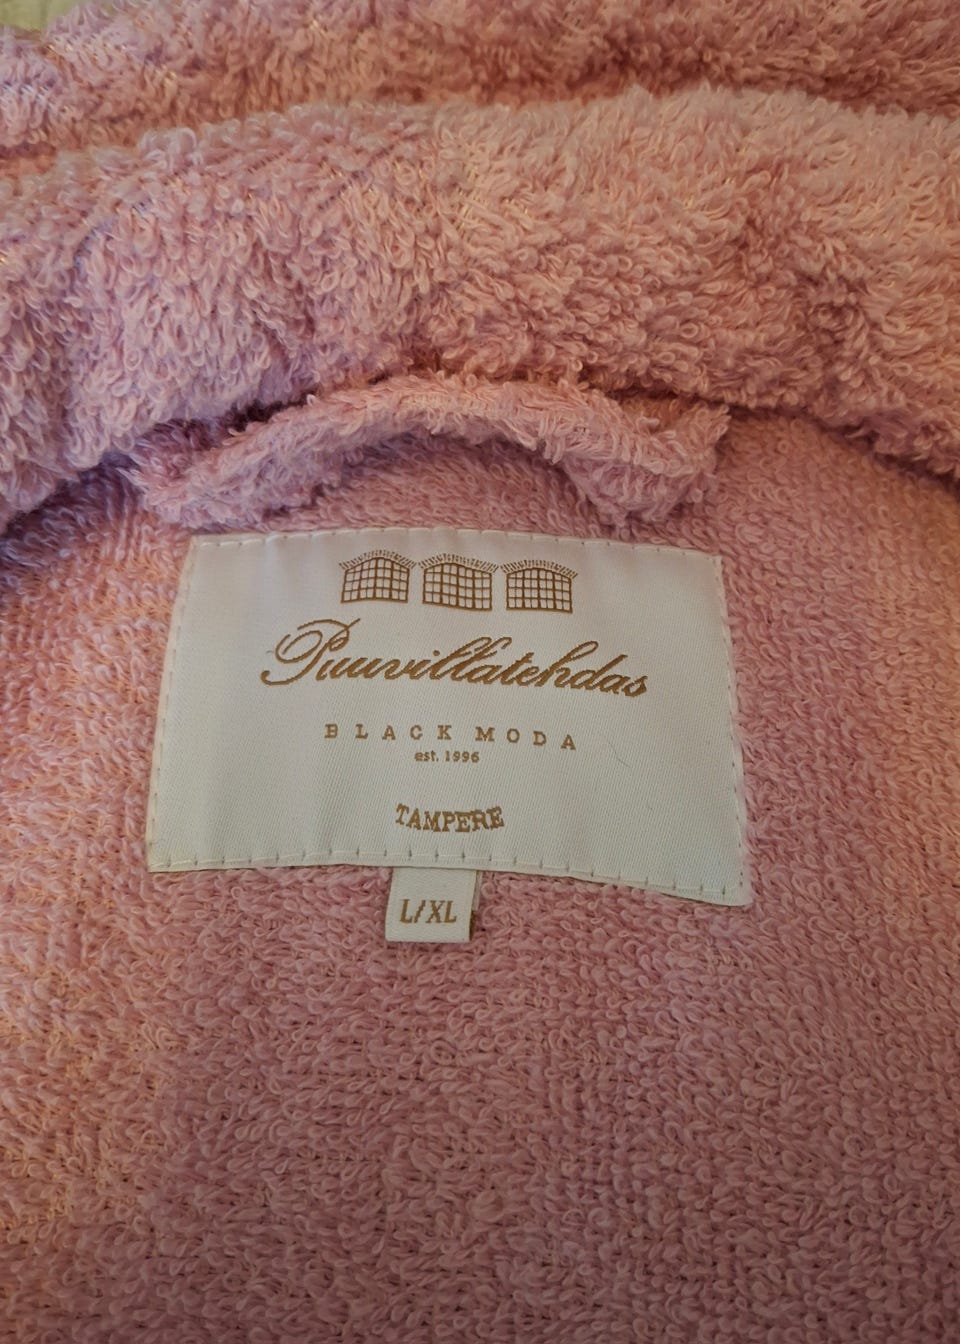 Puuvillatehdas
BLACK MODA
est. 1996
TAMPERE
L/XL